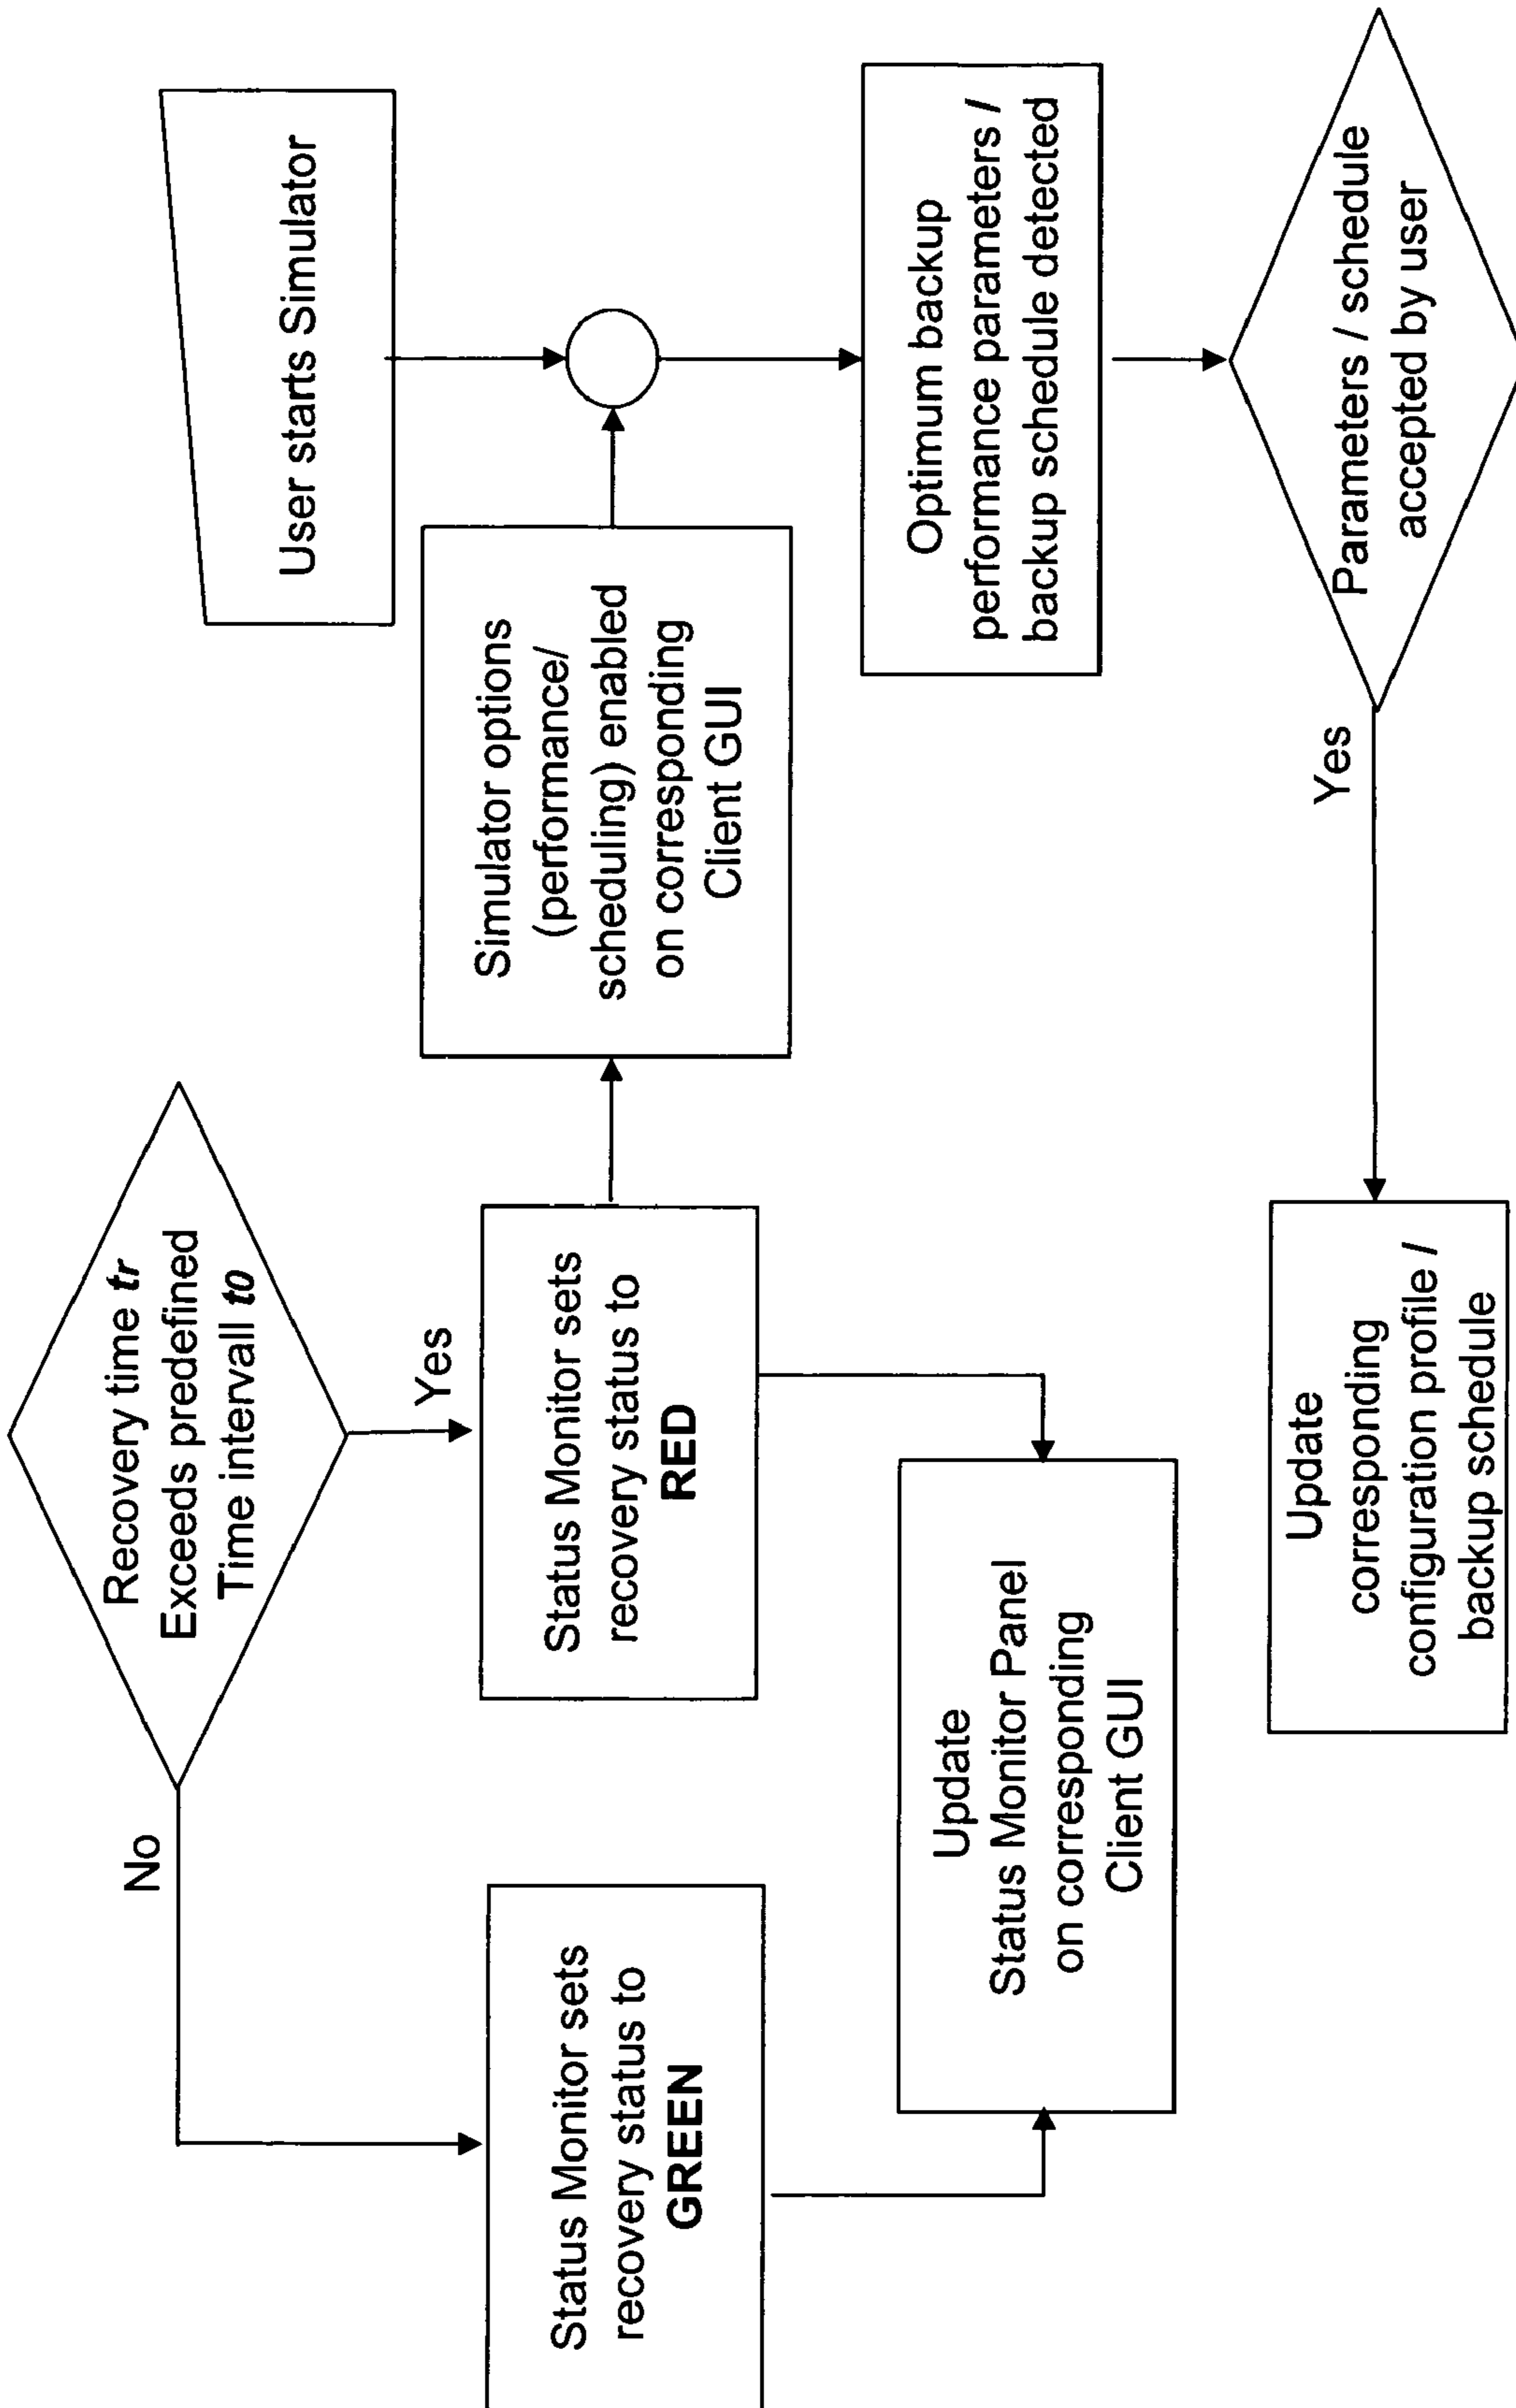 Recovery time tr
Exceeds predefined
Time intervall t0
No
Yes
Status Monitor sets
recovery status to
GREEN
Status Monitor sets
recovery status to
RED
Simulator options
(performance/
scheduling) enabled
on corresponding
Client GUI
User starts Simulator
Update
Status Monitor Panel
on corresponding
Client GUI
Optimum backup
performance parameters /
backup schedule detected
Parameters / schedule
accepted by user
Yes
Update
corresponding
configuration profile /
backup schedule